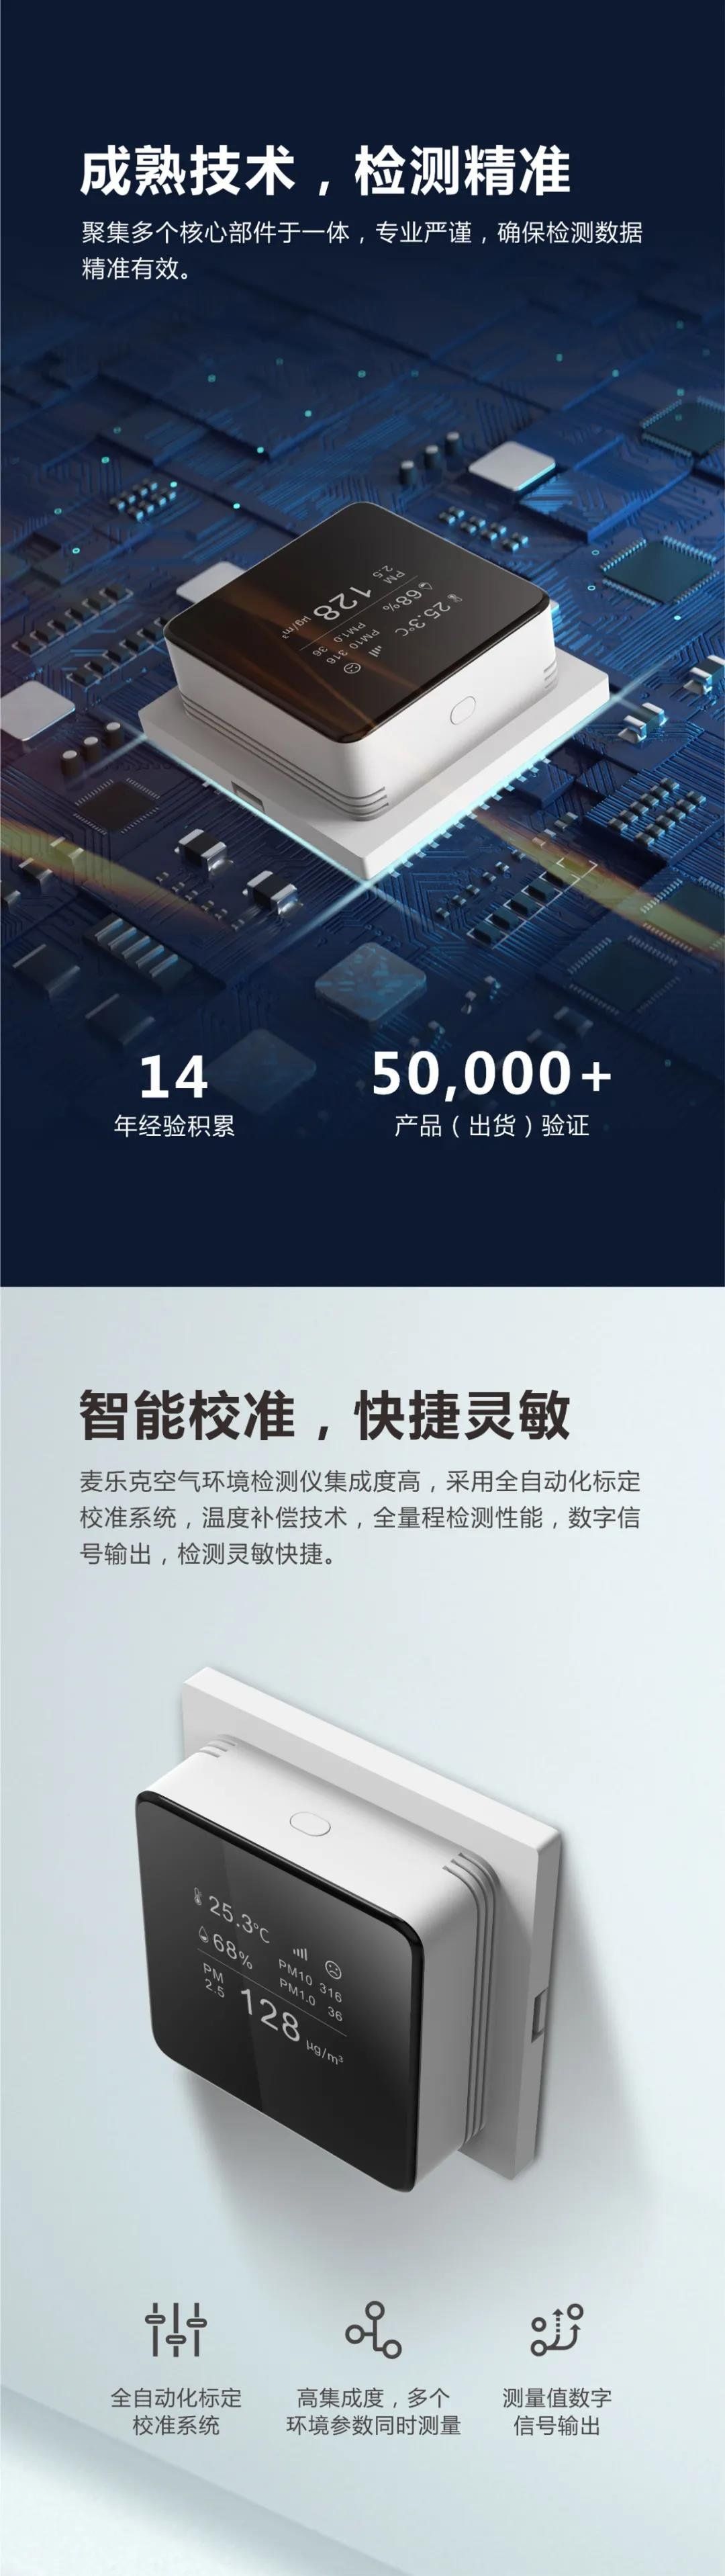 成熟技术，检测精准
聚集多个核心部件于一体，专业严谨，确保检测数据
精准有效。
25.3℃
68%
PM10 316
PM1.0 36
PM
2.5
128 μg/m³
14
年经验积累
50,000+
产品（出货）验证
智能校准，快捷灵敏
麦乐克空气环境检测仪集成度高，采用全自动化标定
校准系统，温度补偿技术，全量程检测性能，数字信
号输出，检测灵敏快捷。
25.3℃
68%
PM10 316
PM1.0 36
PM
2.5
128 μg/m³
全自动化标定
校准系统
高集成度，多个
环境参数同时测量
测量值数字
信号输出